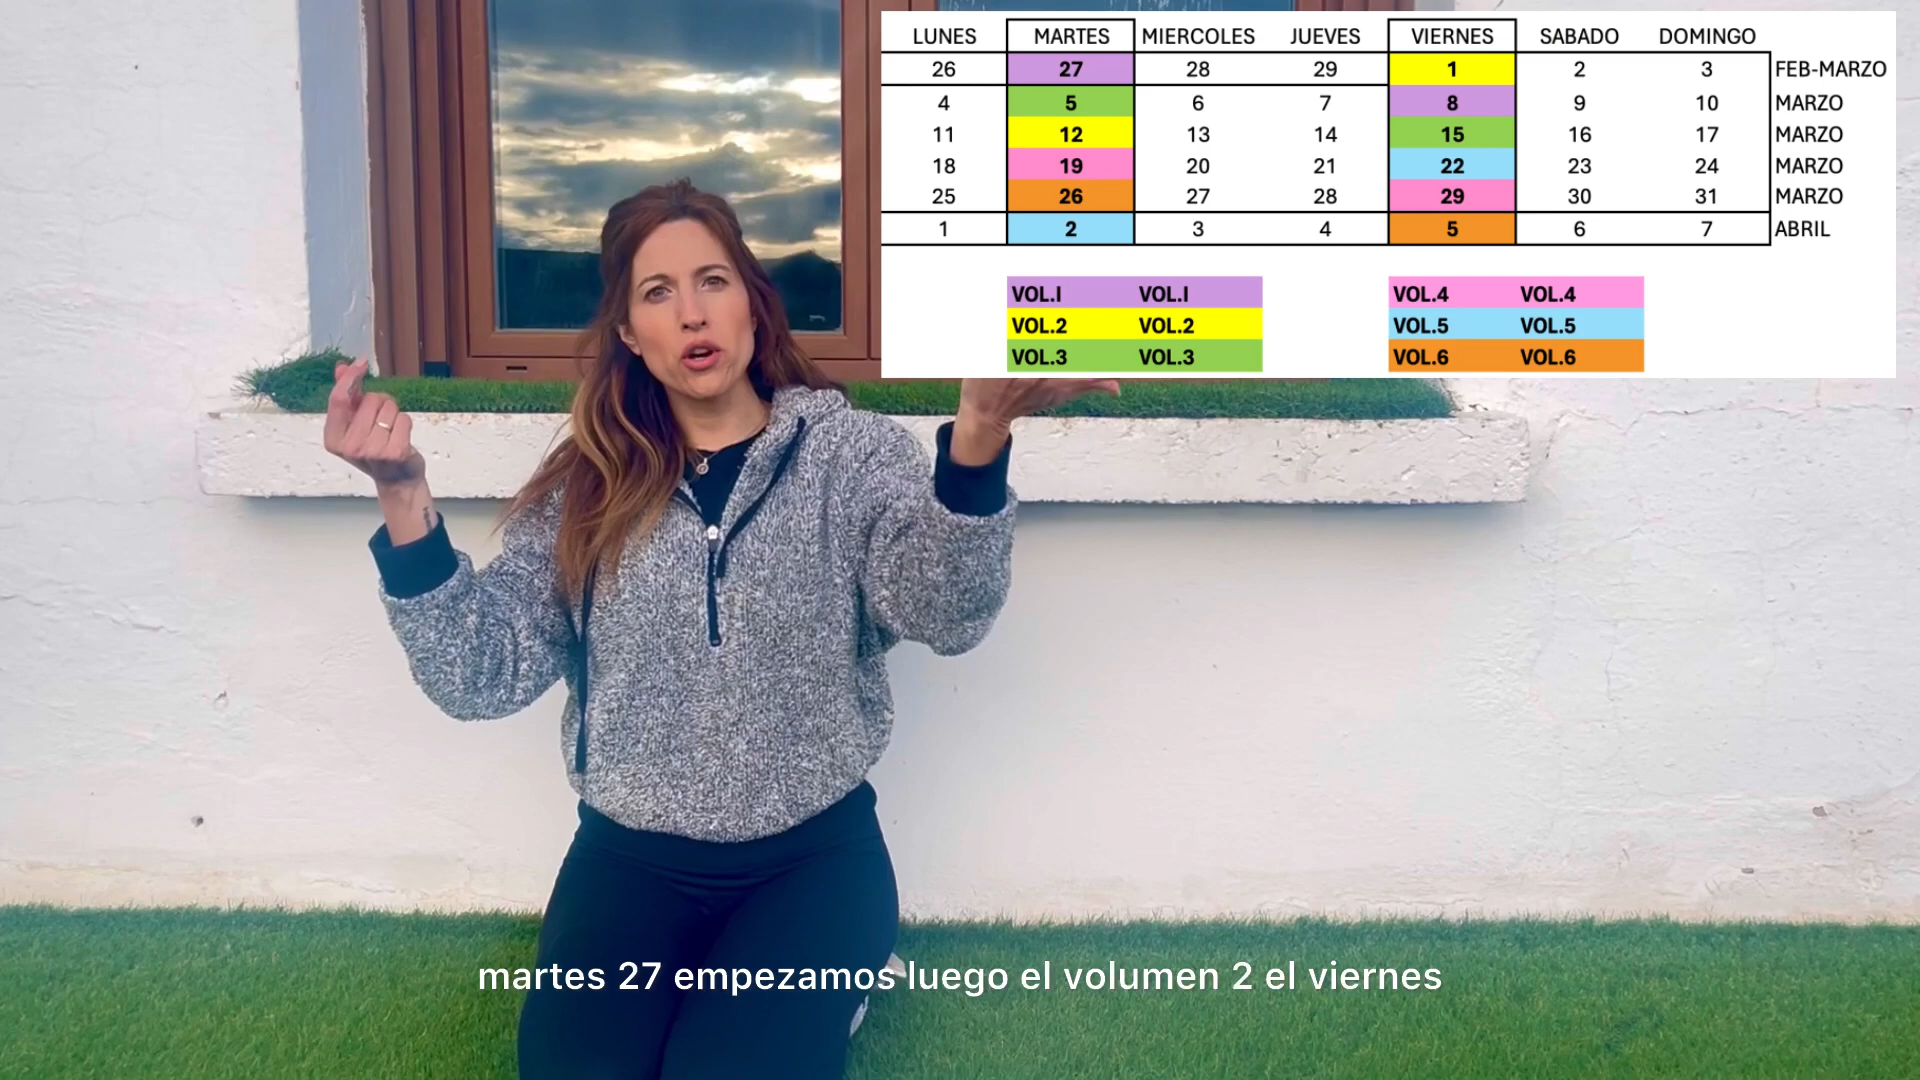 LUNES MARTES MIERCOLES JUEVES VIERNES SABADO DOMINGO
26 27 28 29 1 2 3 FEB-MARZO
4 5 6 7 8 9 10 MARZO
11 12 13 14 15 16 17 MARZO
18 19 20 21 22 23 24 MARZO
25 26 27 28 29 30 31 MARZO
1 2 3 4 5 6 7 ABRIL
VOL.I VOL.I VOL.4 VOL.4
VOL.2 VOL.2 VOL.5 VOL.5
VOL.3 VOL.3 VOL.6 VOL.6
martes 27 empezamos luego el volumen 2 el viernes